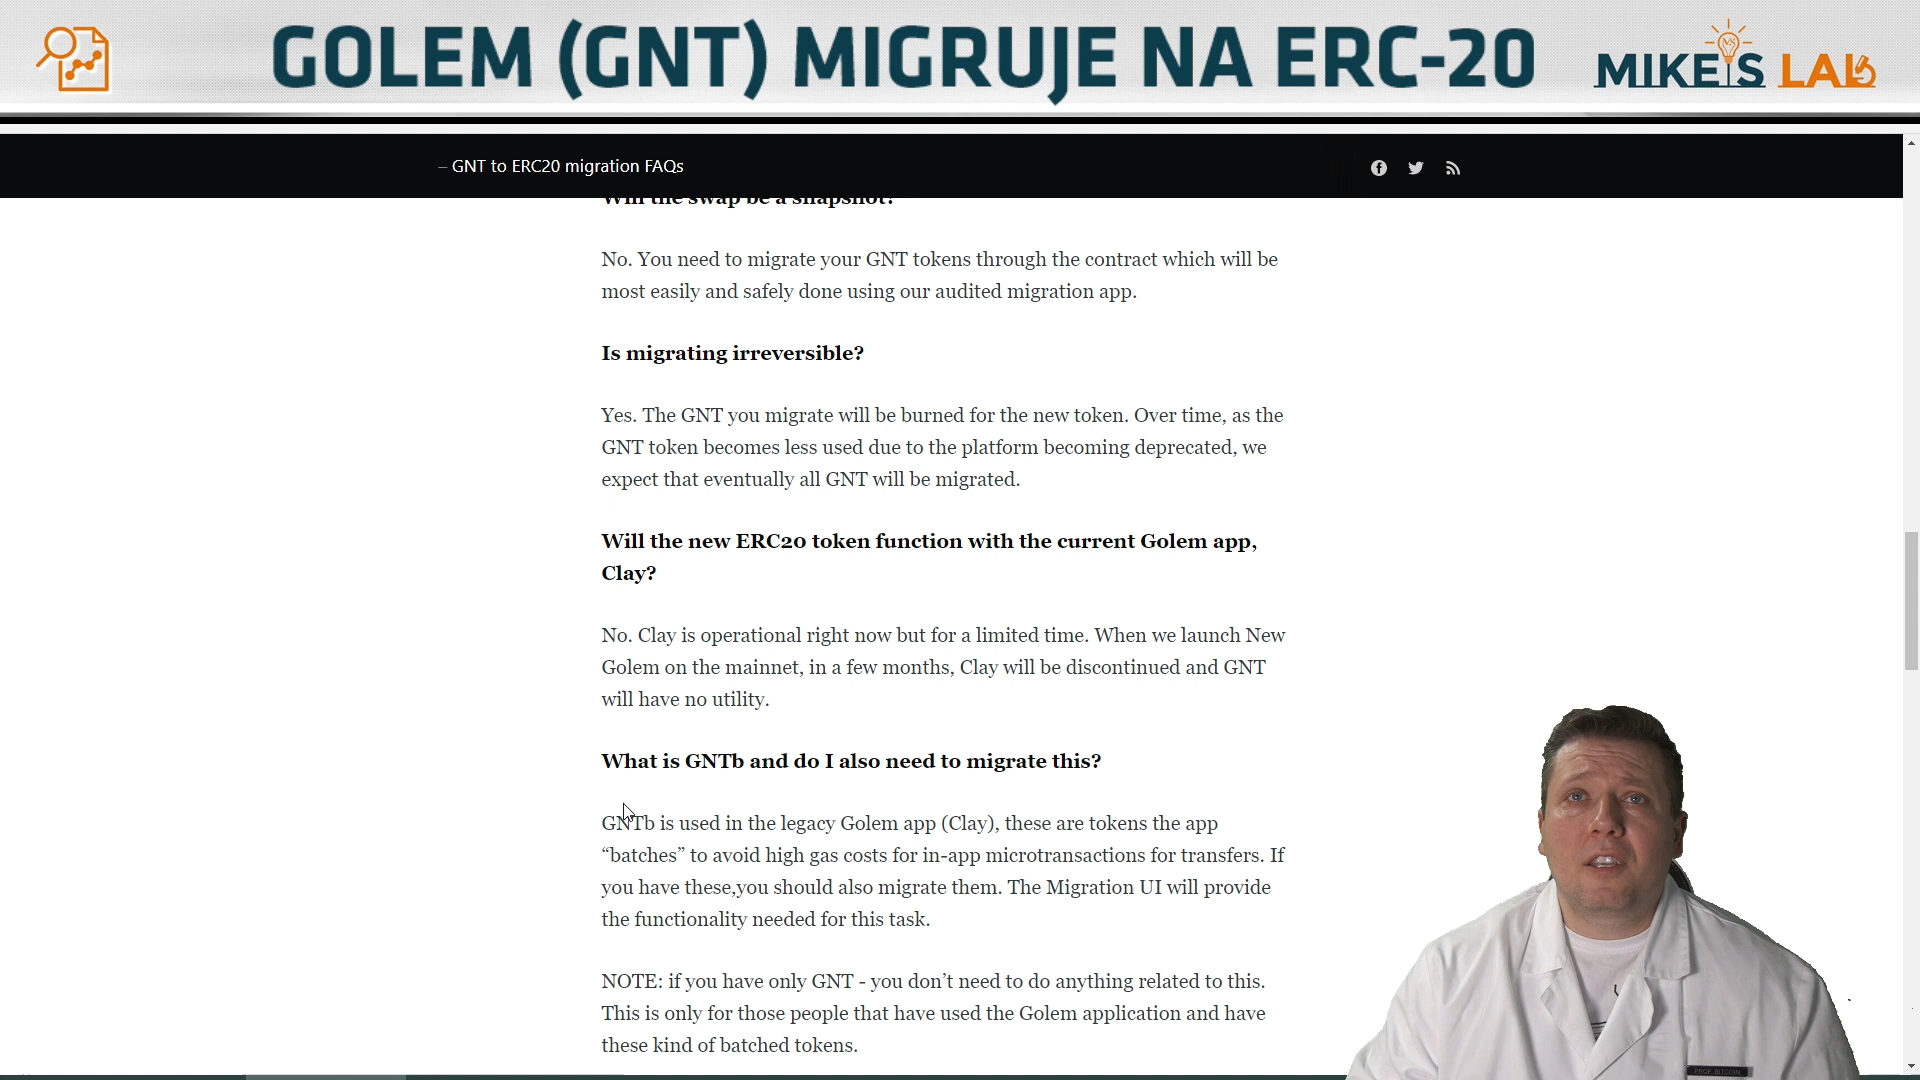 GOLEM (GNT) MIGRUJE NA ERC-20
MS
MIKE'S LAB
– GNT to ERC20 migration FAQs
Will the swap be a snapshot?
No. You need to migrate your GNT tokens through the contract which will be
most easily and safely done using our audited migration app.
Is migrating irreversible?
Yes. The GNT you migrate will be burned for the new token. Over time, as the
GNT token becomes less used due to the platform becoming deprecated, we
expect that eventually all GNT will be migrated.
Will the new ERC20 token function with the current Golem app,
Clay?
No. Clay is operational right now but for a limited time. When we launch New
Golem on the mainnet, in a few months, Clay will be discontinued and GNT
will have no utility.
What is GNTb and do I also need to migrate this?
GNTb is used in the legacy Golem app (Clay), these are tokens the app
“batches” to avoid high gas costs for in-app microtransactions for transfers. If
you have these,you should also migrate them. The Migration UI will provide
the functionality needed for this task.
NOTE: if you have only GNT - you don’t need to do anything related to this.
This is only for those people that have used the Golem application and have
these kind of batched tokens.
PROF. BITCOIN